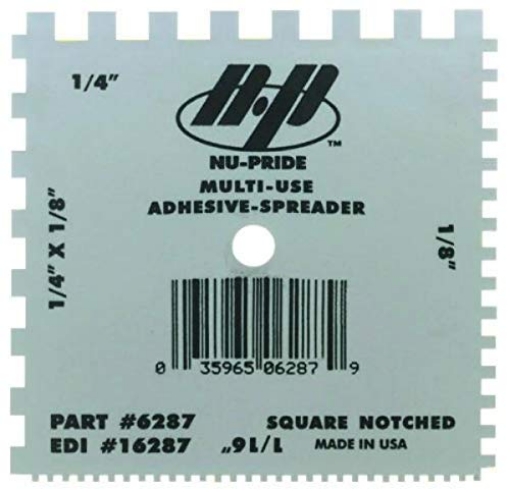 1/4"
N·P
™
NU-PRIDE
MULTI-USE
ADHESIVE-SPREADER
1/4" X 1/8"
1/8"
0 35965 06287 9
PART #6287
SQUARE NOTCHED
EDI #16287
1/16"
MADE IN USA